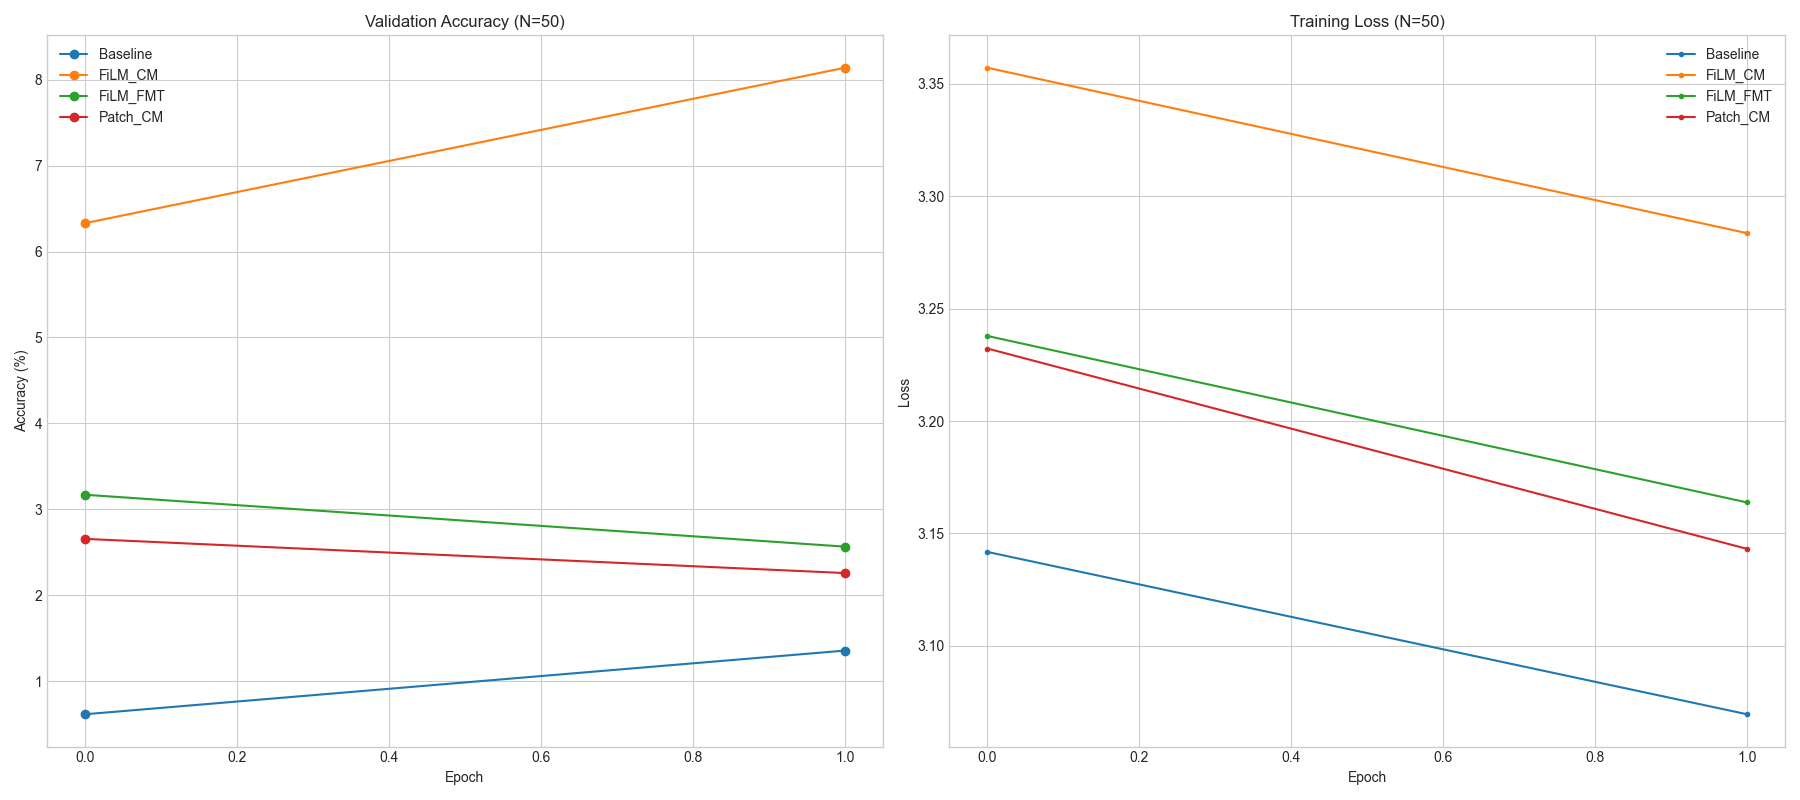 Validation Accuracy (N=50)
Baseline
FiLM_CM
FiLM_FMT
Patch_CM
8
7
6
5
4
3
2
1
Accuracy (%)
0.0 0.2 0.4 0.6 0.8 1.0
Epoch
Training Loss (N=50)
Baseline
FiLM_CM
FiLM_FMT
Patch_CM
3.35
3.30
3.25
3.20
3.15
3.10
Loss
0.0 0.2 0.4 0.6 0.8 1.0
Epoch